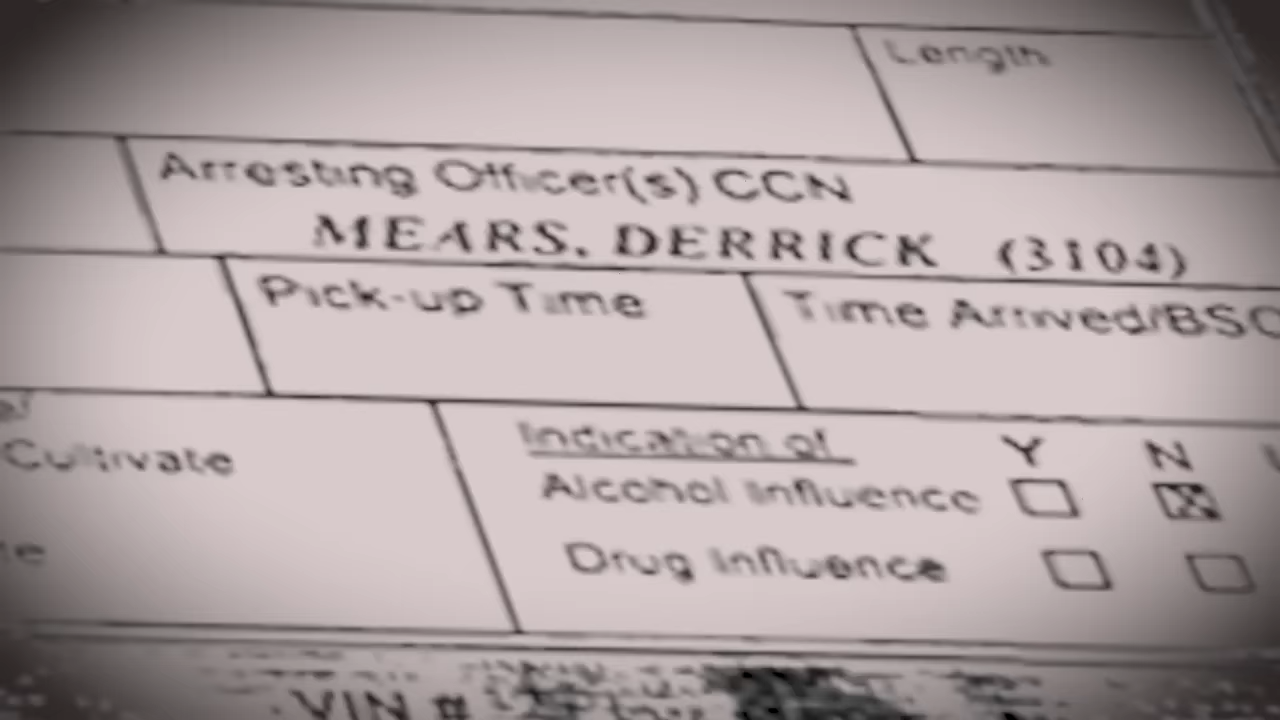 Length
Arresting Officer(s) CCN
MEARS, DERRICK (3104)
Pick-up Time
Time Arrived/BSO
Cultivate
Indication of
Y N
Alcohol Influence
Drug Influence
VIN #